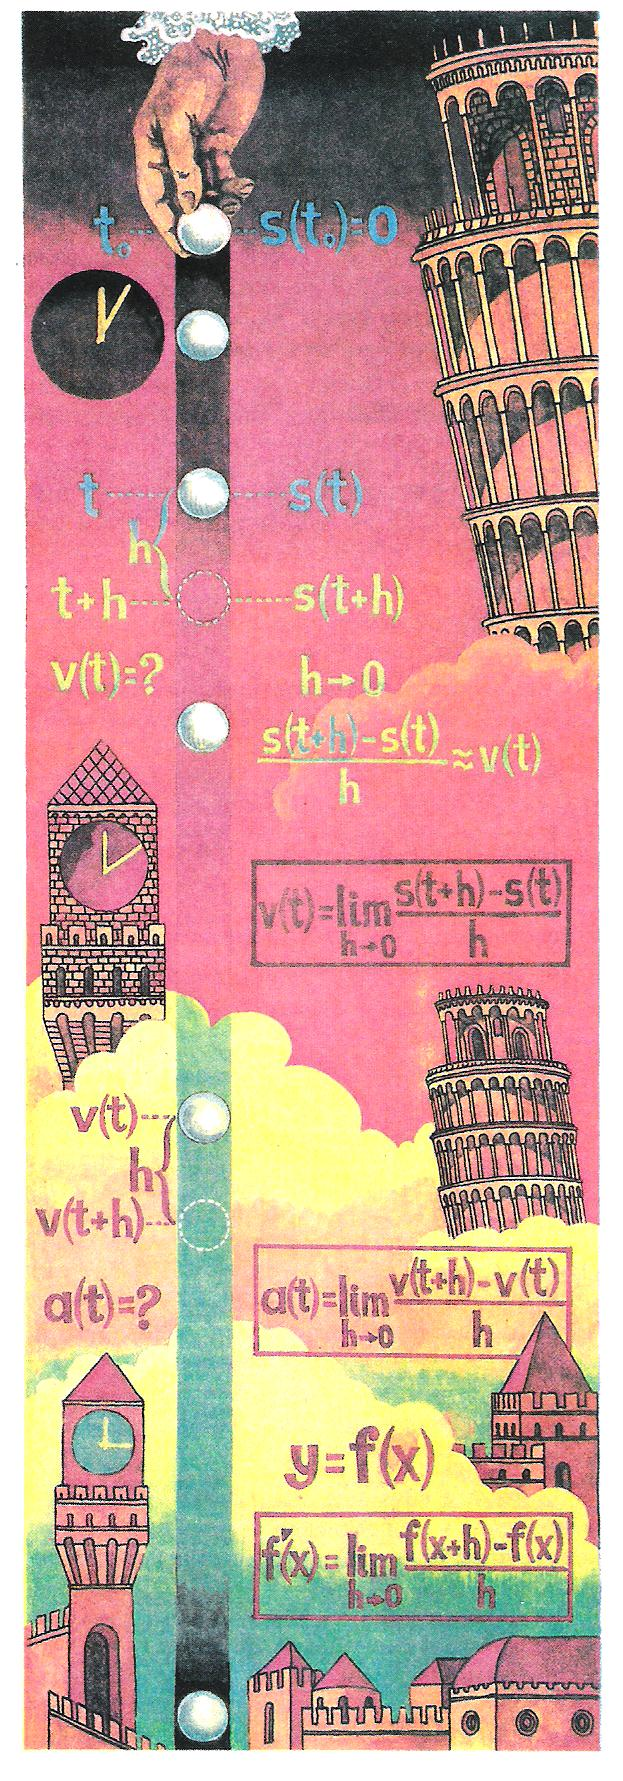 t₀ s(t₀)=0
t s(t)
h
t+h s(t+h)
v(t)=? h→0
s(t+h)-s(t)
h
≈v(t)
v(t)=lim h→0 s(t+h)-s(t)
h
v(t)
h
v(t+h)
a(t)=?
a(t)=lim h→0 v(t+h)-v(t)
h
y=f(x)
f'(x)=lim h→0 f(x+h)-f(x)
h